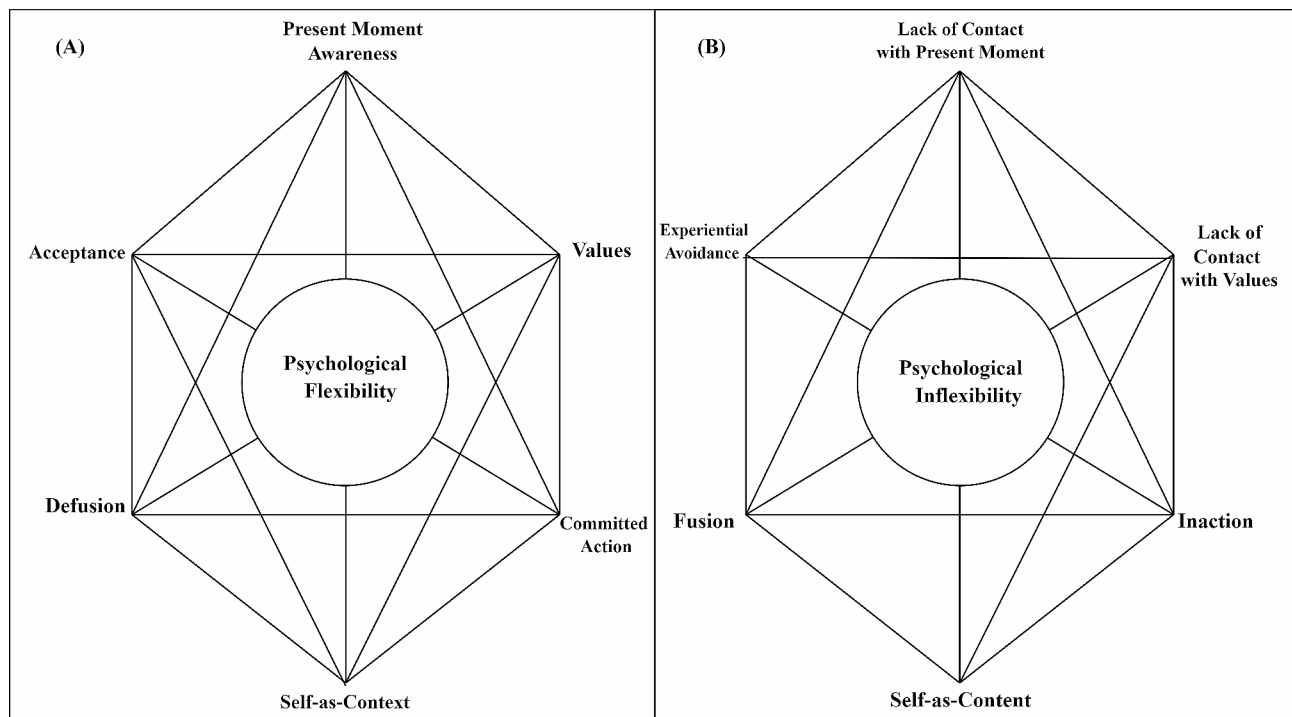 (A)
Present Moment
Awareness
Acceptance
Values
Psychological
Flexibility
Defusion
Committed
Action
Self-as-Context
(B)
Lack of Contact
with Present Moment
Experiential
Avoidance
Lack of
Contact
with Values
Psychological
Inflexibility
Fusion
Inaction
Self-as-Content